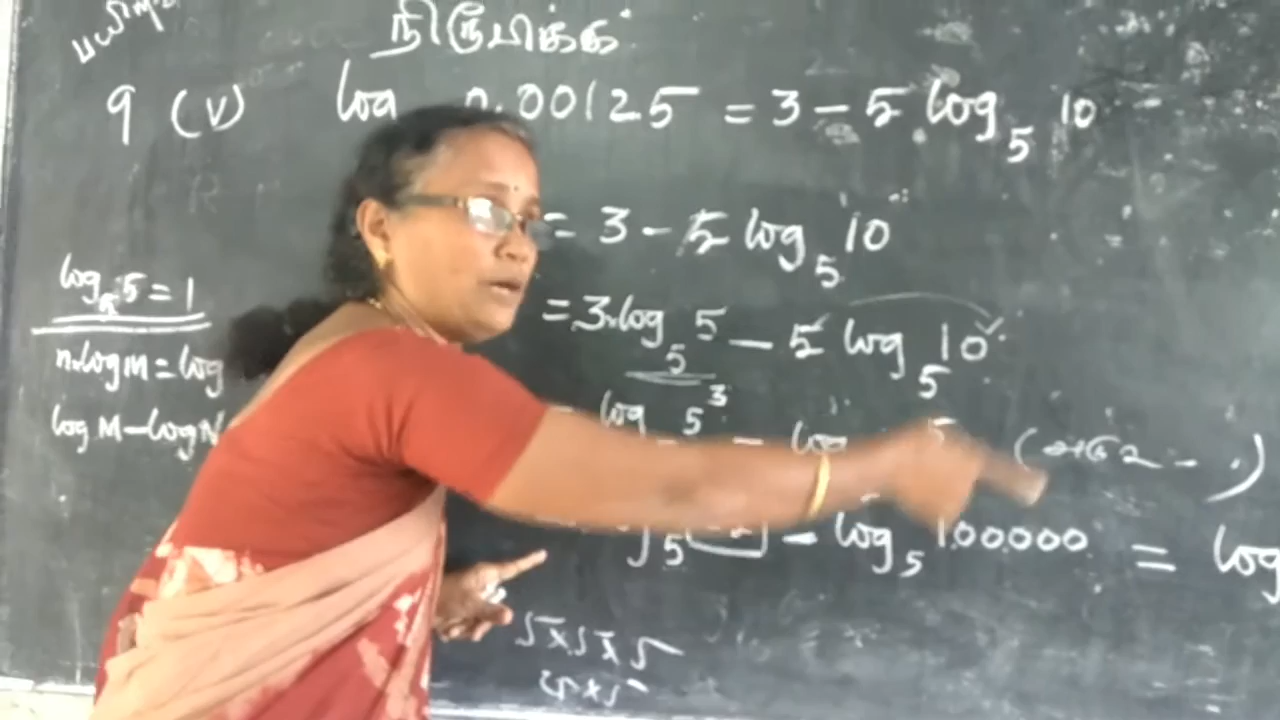 நிரூபிக்க
9 (v) log 0.00125 = 3 - 5 log₅ 10
= 3 - 5 log₅ 10
log₅ 5 = 1
= 3 log₅ 5 - 5 log₅ 10
n log M = log
log 5³ - log 5
log M - log N
- log₅ 100000 = log
5 x 5 x 5